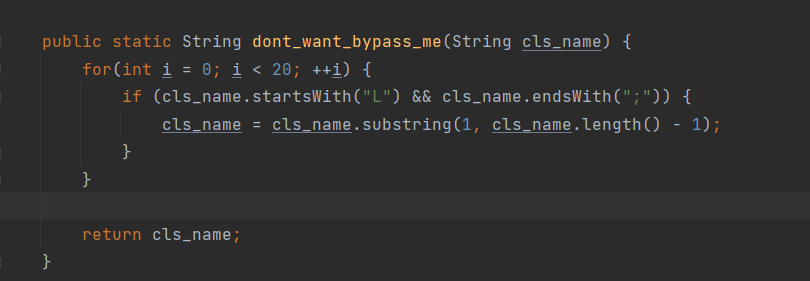 public static String dont_want_bypass_me(String cls_name) {
for(int i = 0; i < 20; ++i) {
if (cls_name.startsWith("L") && cls_name.endsWith(";")) {
cls_name = cls_name.substring(1, cls_name.length() - 1);
}
}
return cls_name;
}